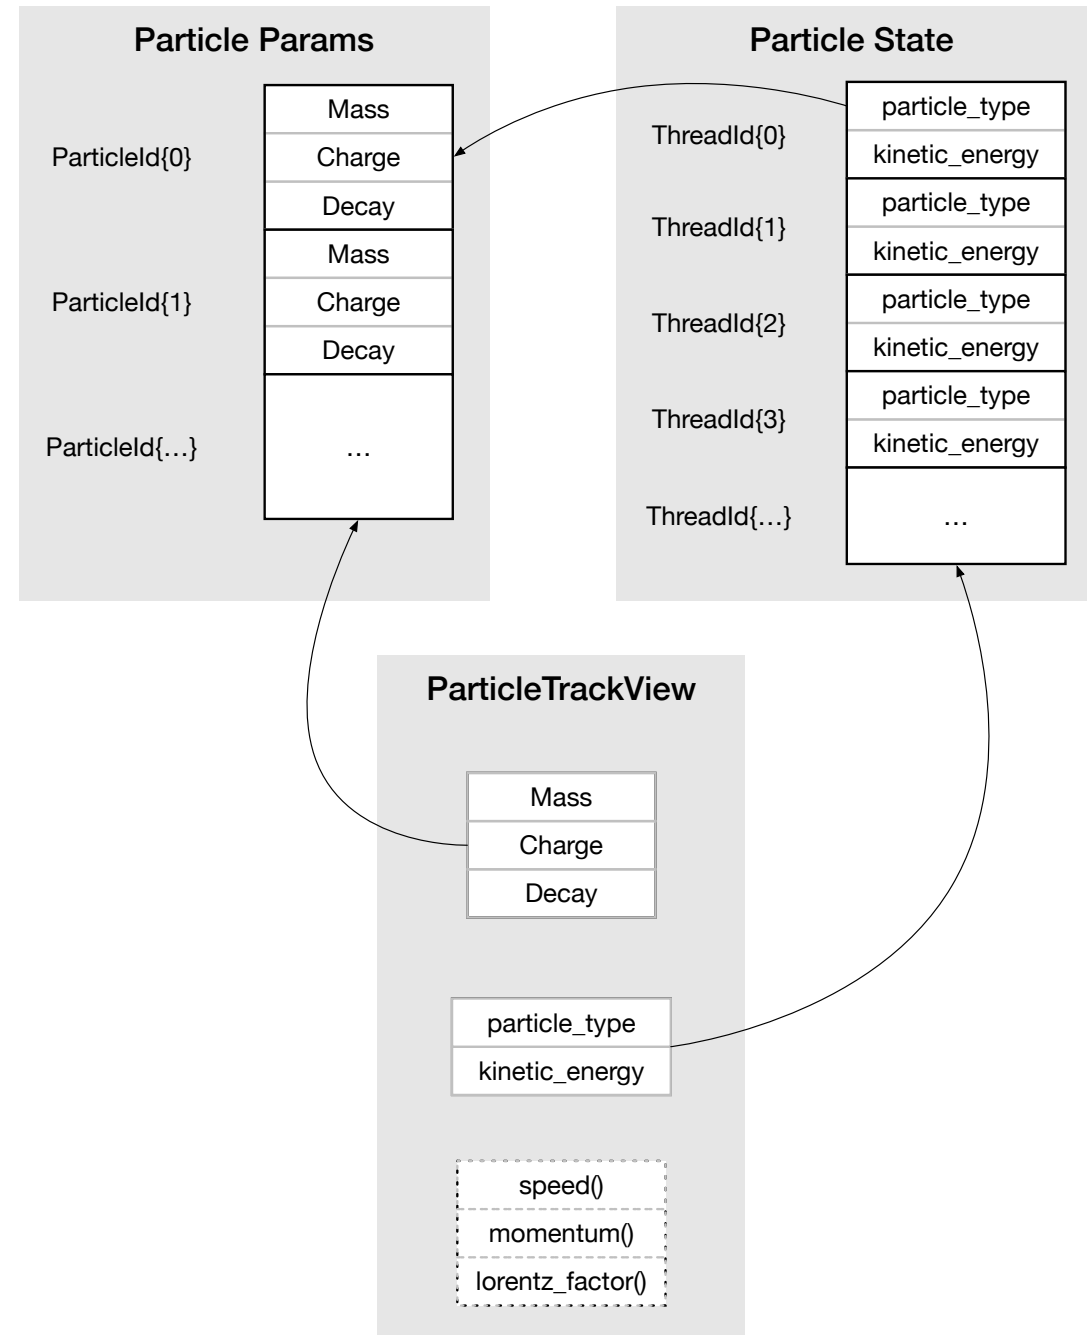 Particle Params
ParticleId{0}
Mass
Charge
Decay
ParticleId{1}
Mass
Charge
Decay
ParticleId{…}
…
Particle State
ThreadId{0}
particle_type
kinetic_energy
ThreadId{1}
particle_type
kinetic_energy
ThreadId{2}
particle_type
kinetic_energy
ThreadId{3}
particle_type
kinetic_energy
ThreadId{…}
…
ParticleTrackView
Mass
Charge
Decay
particle_type
kinetic_energy
speed()
momentum()
lorentz_factor()